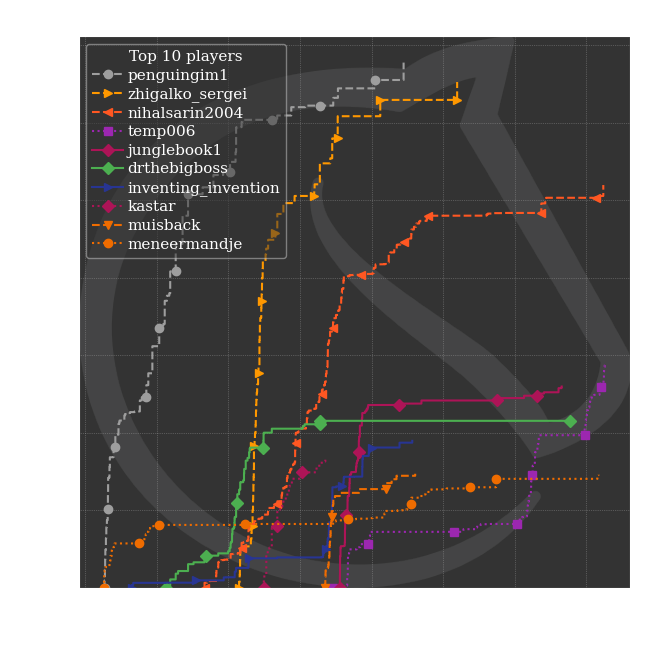 Top 10 players
penguingim1
zhigalko_sergei
nihalsarin2004
temp006
junglebook1
drthebigboss
inventing_invention
kastar
muisback
meneermandje